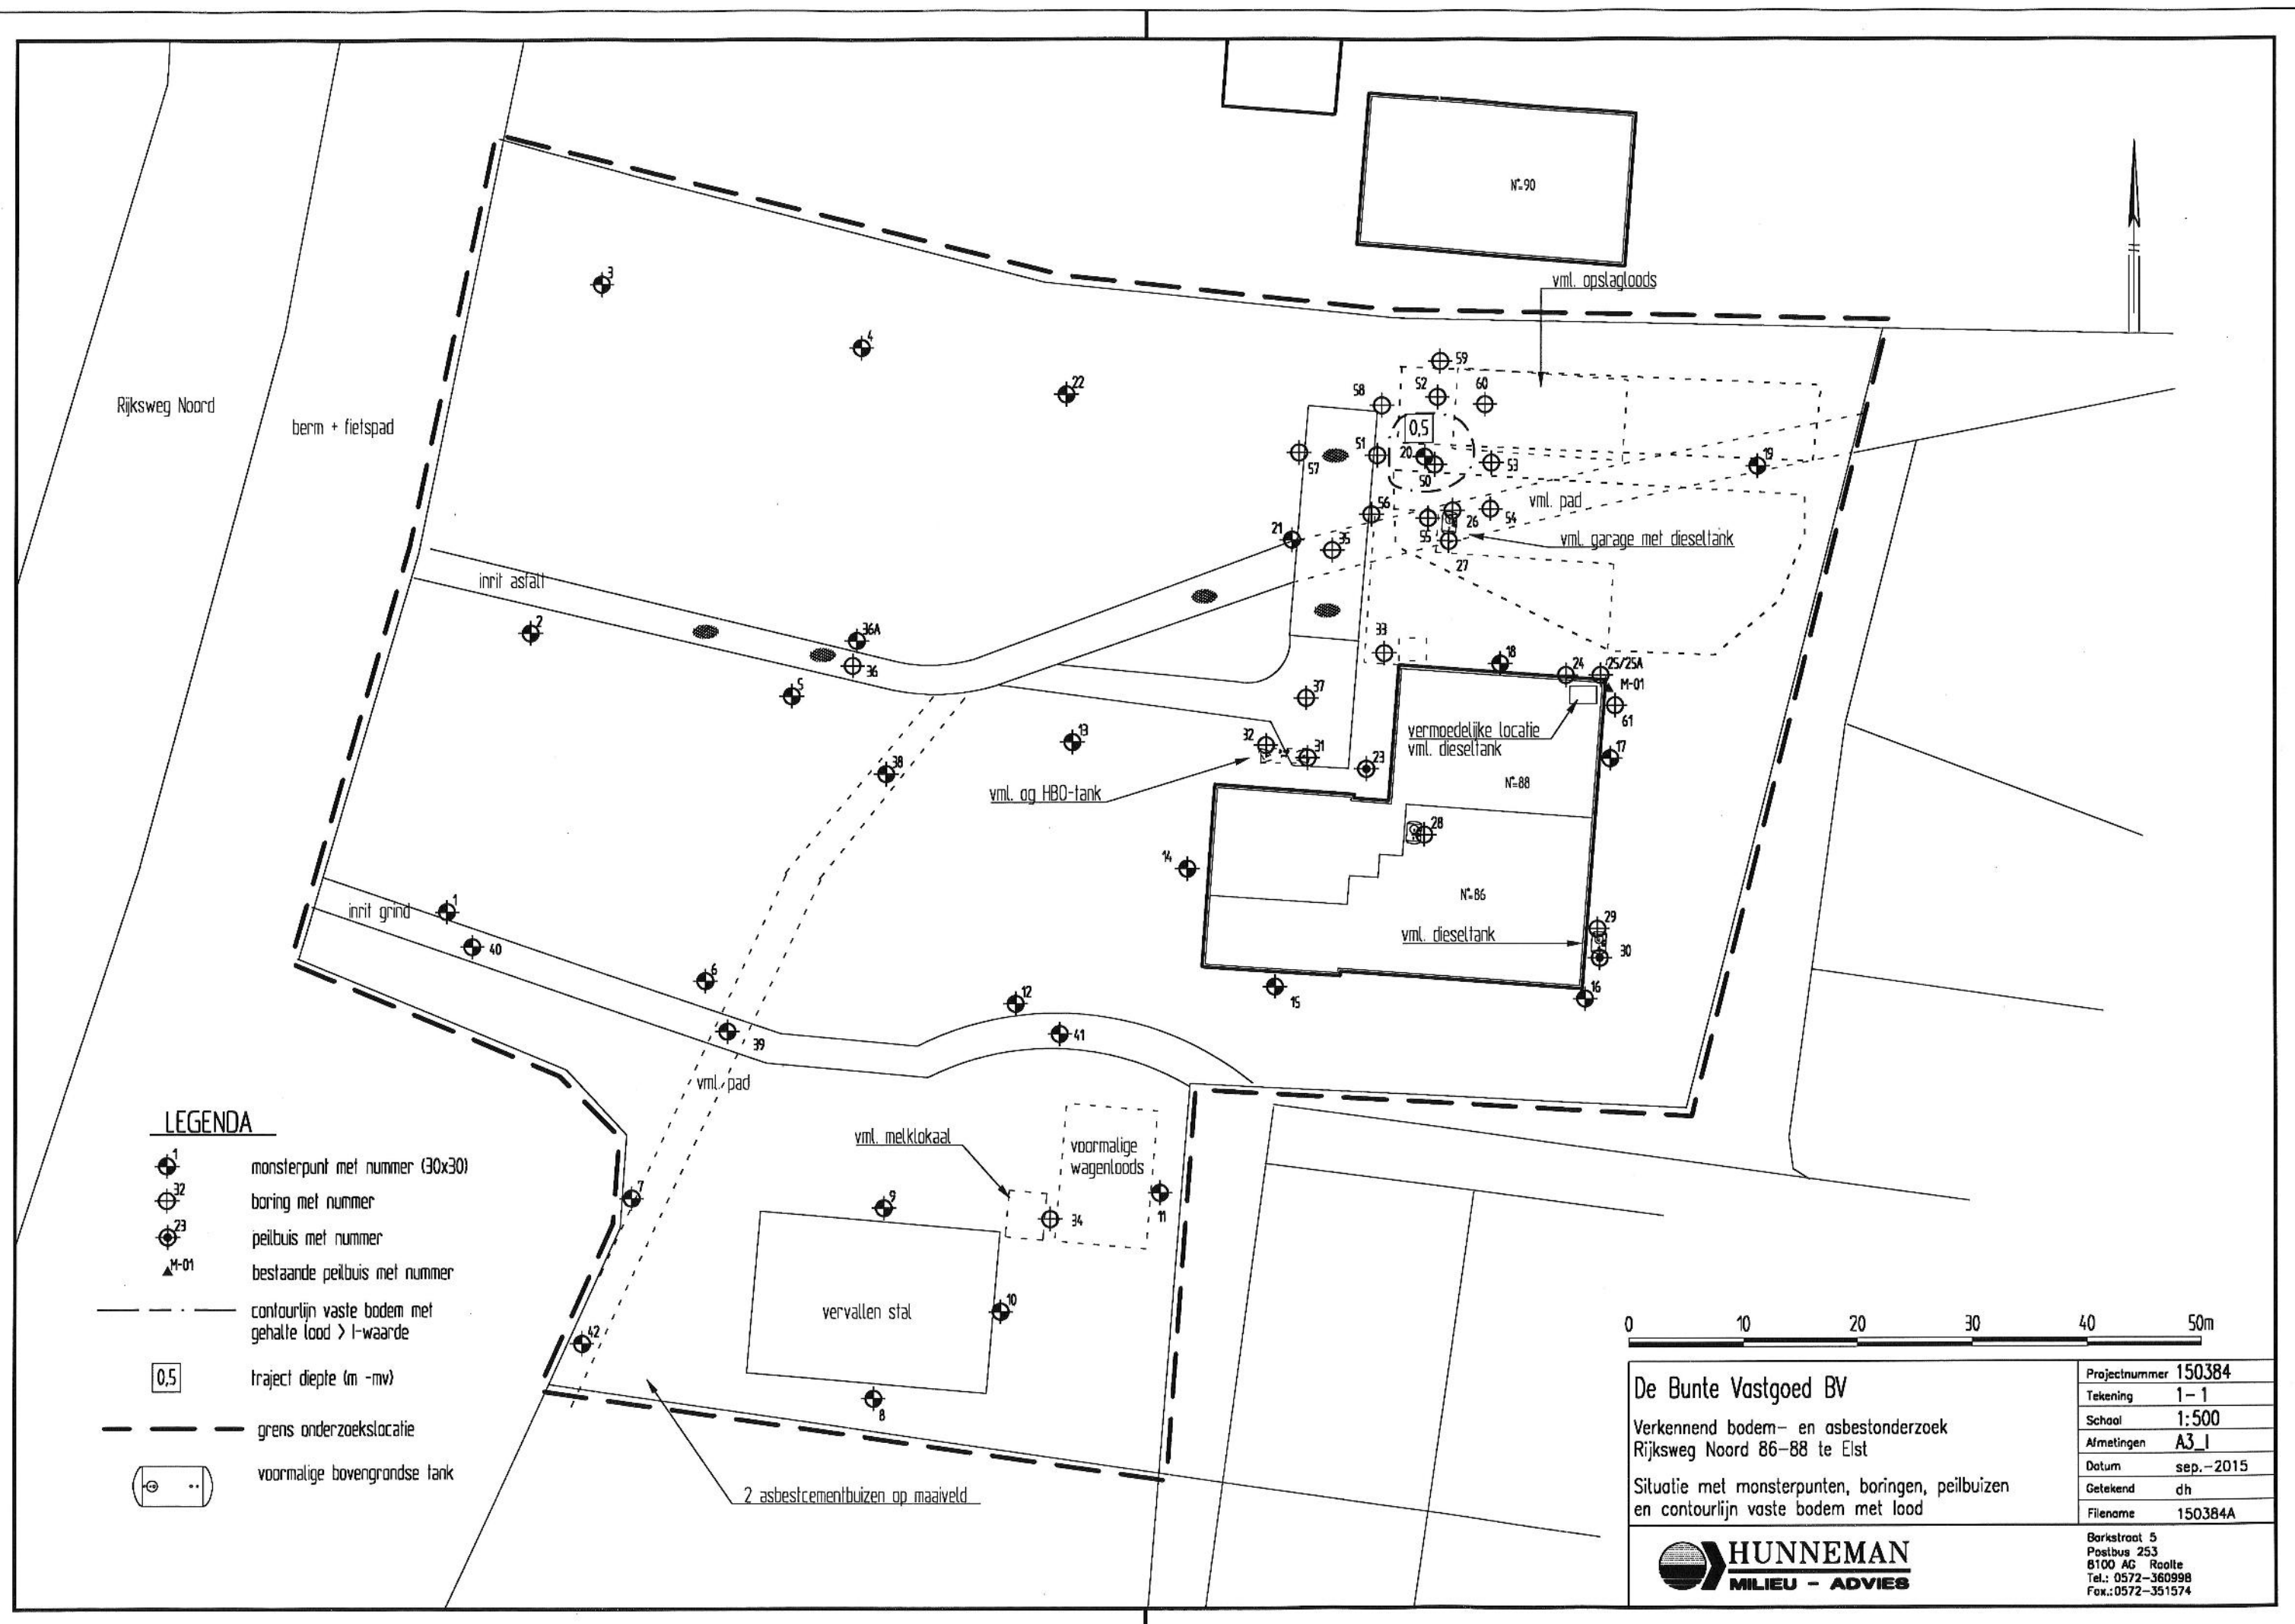 N°=90
vml. opslagloods
3
4
22
59
52
60
58
0,5
Rijksweg Noord
berm + fietspad
51
20
19
57
53
50
56
vml. pad
54
26
21
35
55
vml. garage met dieseltank
27
inrit asfalt
2
36A
33
18
24
25/25A
36
M-01
5
37
61
13
32
31
vermoedelijke locatie
vml. dieseltank
23
17
38
N°=88
vml. og HBO-tank
28
14
N°=86
1
inrit grind
29
vml. dieseltank
40
30
6
12
15
16
41
39
vml. pad
LEGENDA
1
monsterpunt met nummer (30x30)
32
boring met nummer
23
peilbuis met nummer
M-01
bestaande peilbuis met nummer
contourlijn vaste bodem met
gehalte lood > I-waarde
0,5
traject diepte (m -mv)
grens onderzoekslocatie
voormalige bovengrondse tank
vml. melklokaal
voormalige
wagenloods
7
9
34
11
vervallen stal
10
42
8
2 asbestcementbuizen op maaiveld
0 10 20 30 40 50m
De Bunte Vastgoed BV
Verkennend bodem- en asbestonderzoek
Rijksweg Noord 86-88 te Elst
Situatie met monsterpunten, boringen, peilbuizen
en contourlijn vaste bodem met lood
Projectnummer 150384
Tekening 1-1
Schaal 1:500
Afmetingen A3_l
Datum sep.-2015
Getekend dh
Filename 150384A
HUNNEMAN
MILIEU - ADVIES
Barkstraat 5
Postbus 253
8100 AG Raalte
Tel.: 0572-360998
Fax.:0572-351574